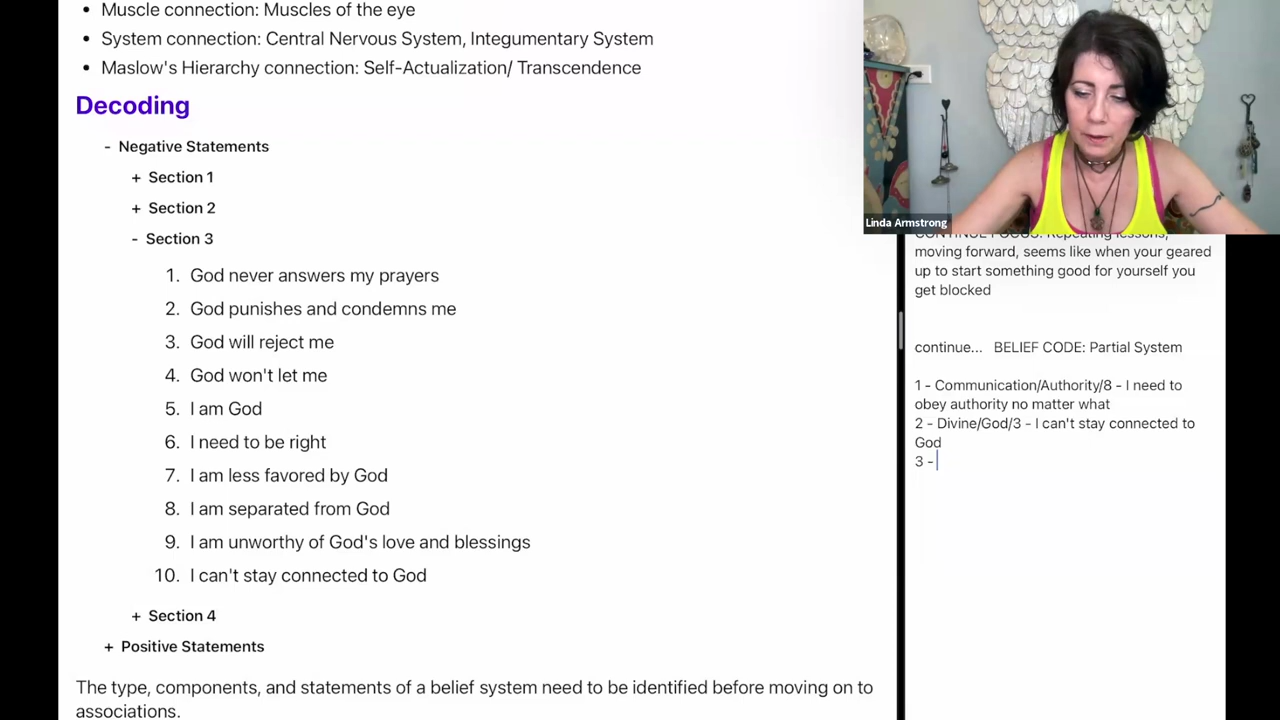 • Muscle connection: Muscles of the eye
• System connection: Central Nervous System, Integumentary System
• Maslow's Hierarchy connection: Self-Actualization/ Transcendence
Decoding
- Negative Statements
+ Section 1
+ Section 2
- Section 3
1. God never answers my prayers
2. God punishes and condemns me
3. God will reject me
4. God won't let me
5. I am God
6. I need to be right
7. I am less favored by God
8. I am separated from God
9. I am unworthy of God's love and blessings
10. I can't stay connected to God
+ Section 4
+ Positive Statements
The type, components, and statements of a belief system need to be identified before moving on to
associations.
Linda Armstrong
CONTINUE FOCUS: Repeating lessons,
moving forward, seems like when your geared
up to start something good for yourself you
get blocked
continue... BELIEF CODE: Partial System
1 - Communication/Authority/8 - I need to
obey authority no matter what
2 - Divine/God/3 - I can't stay connected to
God
3 -